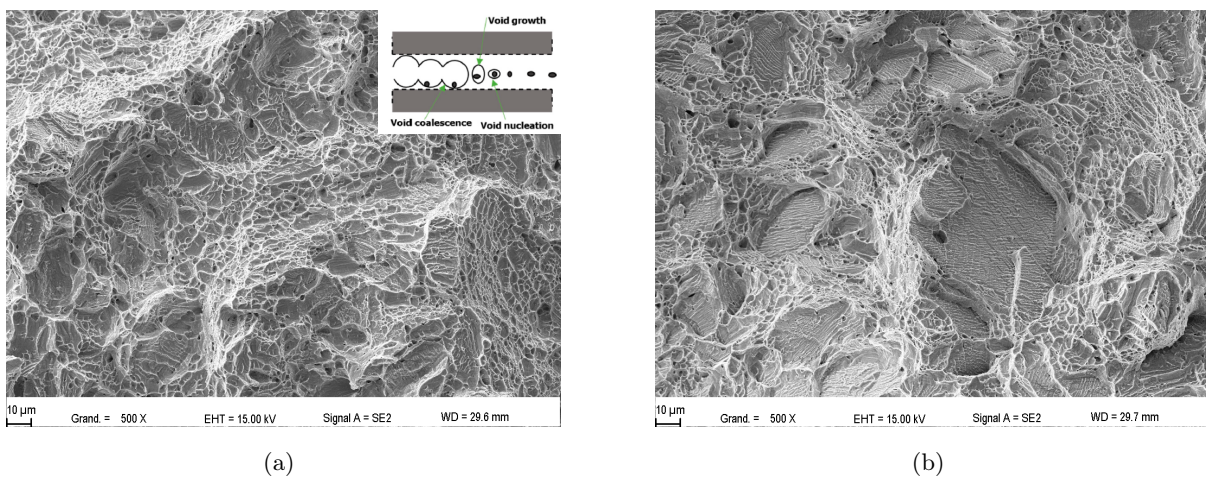 Void growth
Void coalescence
Void nucleation
10 µm
Grand. = 500 X
EHT = 15.00 kV
Signal A = SE2
WD = 29.6 mm
10 µm
Grand. = 500 X
EHT = 15.00 kV
Signal A = SE2
WD = 29.7 mm
(a)
(b)